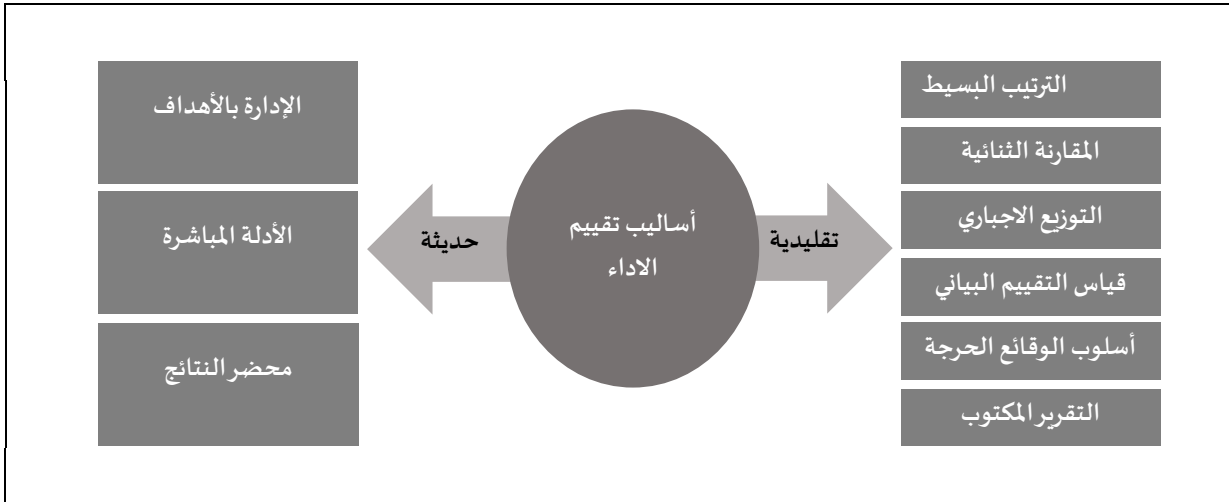 الترتيب البسيط
المقارنة الثنائية
التوزيع الاجباري
قياس التقييم البياني
أسلوب الوقائع الحرجة
التقرير المكتوب
تقليدية
أساليب تقييم
الاداء
حديثة
الإدارة بالأهداف
الأدلة المباشرة
محضر النتائج